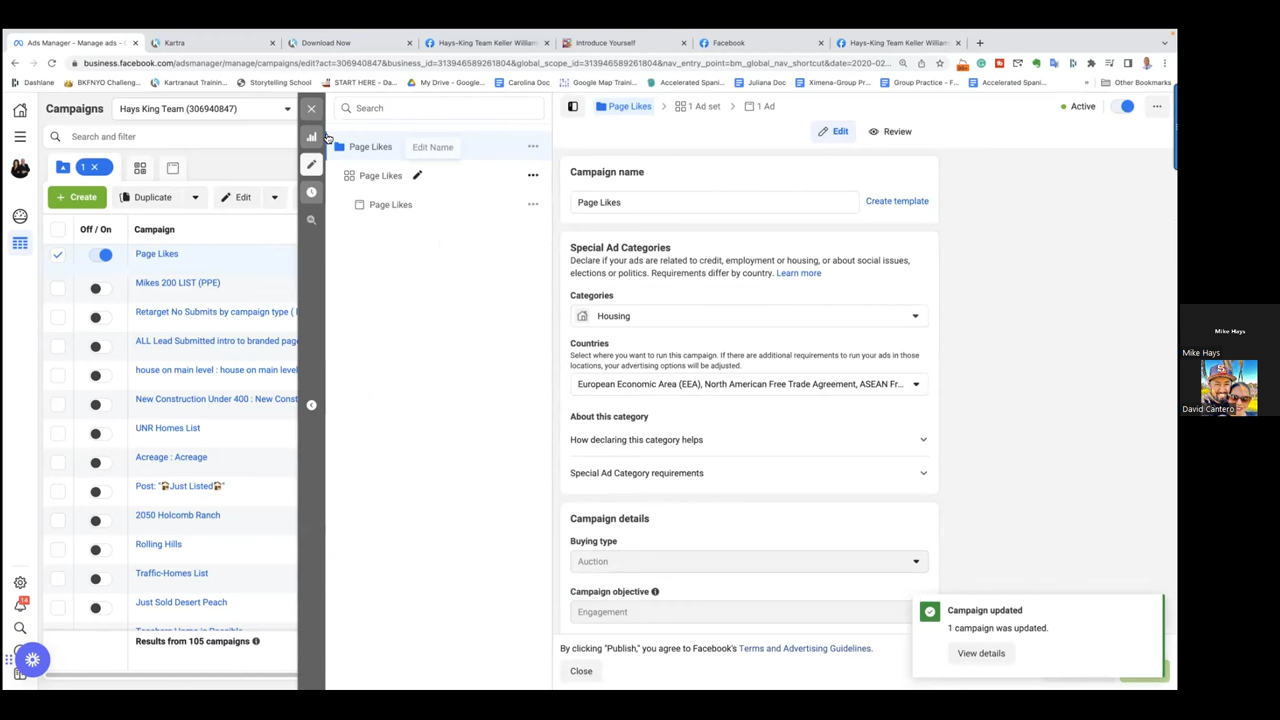 Ads Manager - Manage ads - C
Kartra
Download Now
Hays-King Team Keller William
Introduce Yourself
Facebook
Hays-King Team Keller William
business.facebook.com/adsmanager/manage/campaigns/edit?act=306940847&business_id=313946589261804&global_scope_id=313946589261804&nav_entry_point=bm_global_nav_shortcut&date=2020-02...
Dashlane
BKFNYO Challeng...
Kartranaut Training...
Storytelling School
START HERE - DA...
My Drive - Google...
Carolina Doc
Google Map Traini...
Accelerated Spani...
Juliana Doc
Ximena-Group Pr...
Group Practice - F...
Accelerated Spani...
Other Bookmarks
Campaigns
Hays King Team (306940847)
Search
Page Likes
1 Ad set
1 Ad
Active
Search and filter
Edit
Review
Page Likes
Edit Name
1
Page Likes
Page Likes
Create
Duplicate
Edit
Off / On
Campaign
Page Likes
Mikes 200 LIST (PPE)
Retarget No Submits by campaign type (
ALL Lead Submitted intro to branded page
house on main level : house on main level
New Construction Under 400 : New Const
UNR Homes List
Acreage : Acreage
Post: "🏠Just Listed🏠"
2050 Holcomb Ranch
Rolling Hills
Traffic-Homes List
Just Sold Desert Peach
Results from 105 campaigns
14
Campaign name
Page Likes
Create template
Special Ad Categories
Declare if your ads are related to credit, employment or housing, or about social issues,
elections or politics. Requirements differ by country. Learn more
Categories
Housing
Countries
Select where you want to run this campaign. If there are additional requirements to run your ads in those
locations, your advertising options will be adjusted.
European Economic Area (EEA), North American Free Trade Agreement, ASEAN Fr...
About this category
How declaring this category helps
Special Ad Category requirements
Campaign details
Buying type
Auction
Campaign objective
Engagement
By clicking "Publish," you agree to Facebook's Terms and Advertising Guidelines.
Close
Campaign updated
1 campaign was updated.
View details
Mike Hays
Mike Hays
David Cantero